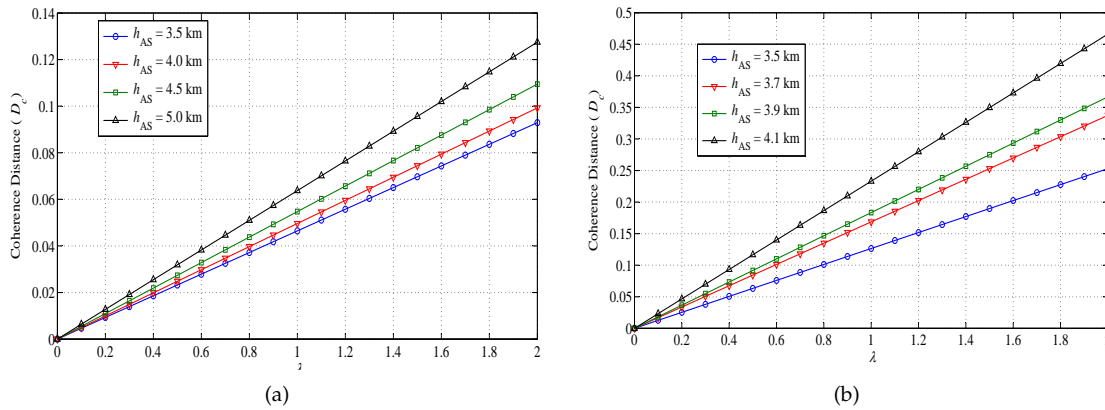 0.14
0.12
0.1
0.08
0.06
0.04
0.02
0
Coherence Distance ( D_c )
h_AS = 3.5 km
h_AS = 4.0 km
h_AS = 4.5 km
h_AS = 5.0 km
0 0.2 0.4 0.6 0.8 1 1.2 1.4 1.6 1.8 2
(a)
0.5
0.45
0.4
0.35
0.3
0.25
0.2
0.15
0.1
0.05
0
Coherence Distance ( D_c )
h_AS = 3.5 km
h_AS = 3.7 km
h_AS = 3.9 km
h_AS = 4.1 km
0 0.2 0.4 0.6 0.8 1 1.2 1.4 1.6 1.8 2
λ
(b)